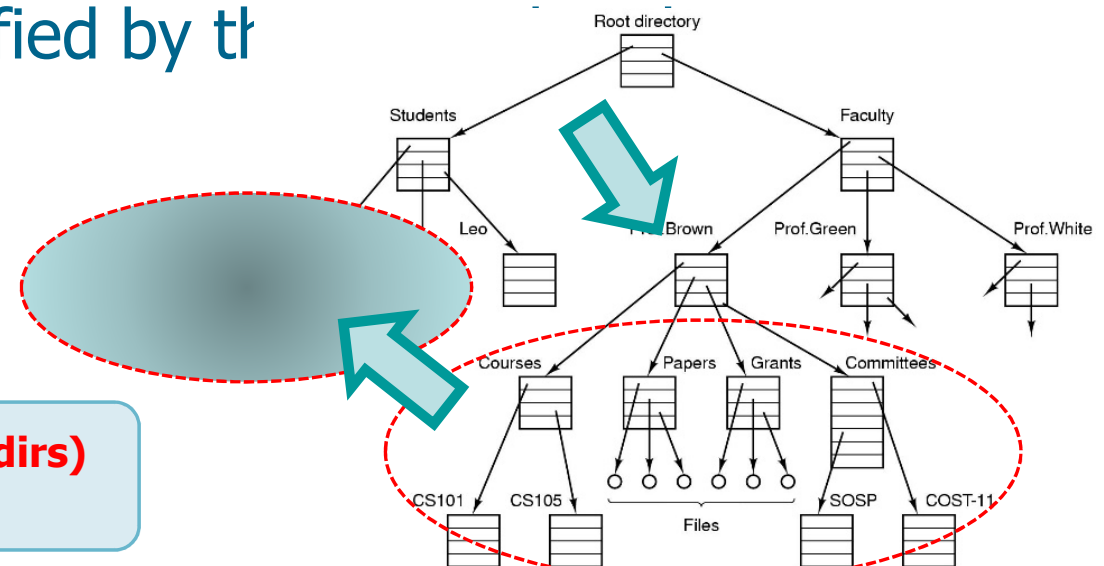 fied by th
Root directory
Students
Faculty
Leo
Brown
Prof.Green
Prof.White
Courses
Papers
Grants
Committees
dirs)
CS101
CS105
SOSP
COST-11
Files